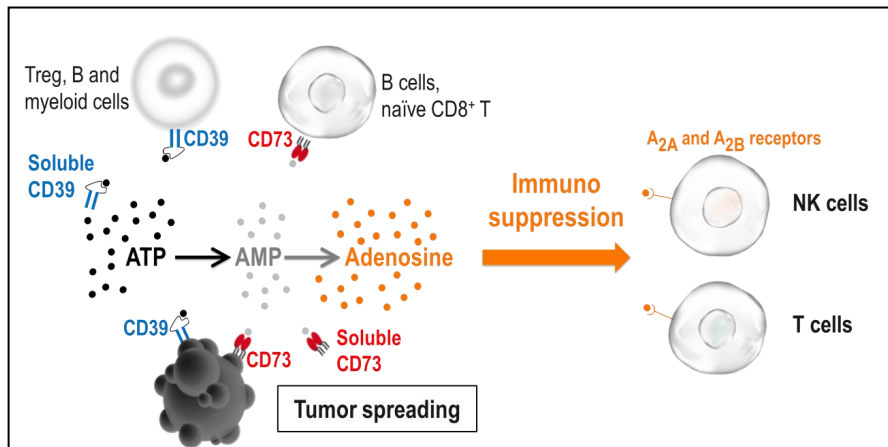 Treg, B and
myeloid cells
CD39
Soluble
CD39
B cells,
naïve CD8⁺ T
CD73
ATP
AMP
Adenosine
Immuno
suppression
A2A and A2B receptors
NK cells
T cells
CD39
CD73
Soluble
CD73
Tumor spreading